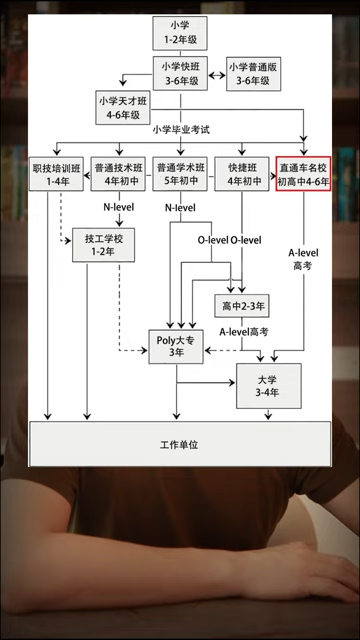 小学
1-2年级
小学快班
3-6年级
小学普通版
3-6年级
小学天才班
4-6年级
小学毕业考试
职技培训班
1-4年
普通技术班
4年初中
普通学术班
5年初中
快捷班
4年初中
直通车名校
初高中4-6年
N-level
N-level
技工学校
1-2年
O-level
O-level
A-level
高考
高中2-3年
A-level高考
Poly大专
3年
大学
3-4年
工作单位